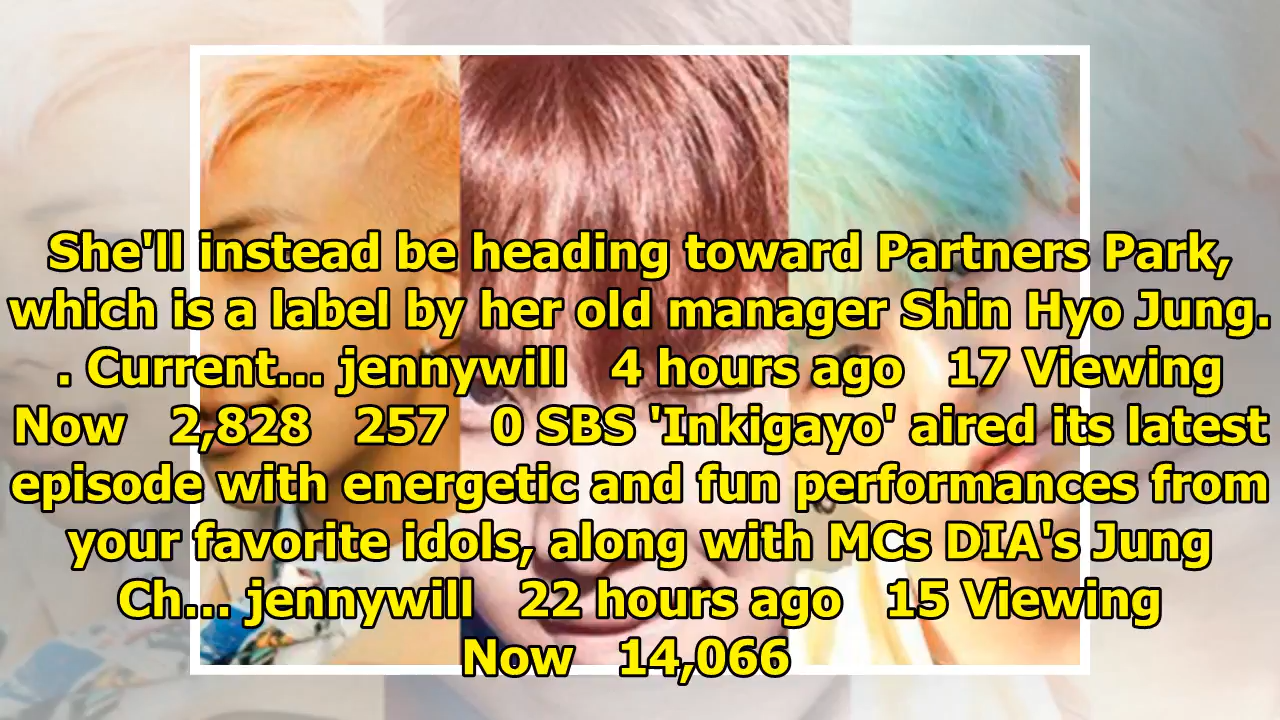 She'll instead be heading toward Partners Park,
which is a label by her old manager Shin Hyo Jung.
. Current... jennywill 4 hours ago 17 Viewing
Now 2,828 257 0 SBS 'Inkigayo' aired its latest
episode with energetic and fun performances from
your favorite idols, along with MCs DIA's Jung
Ch... jennywill 22 hours ago 15 Viewing
Now 14,066